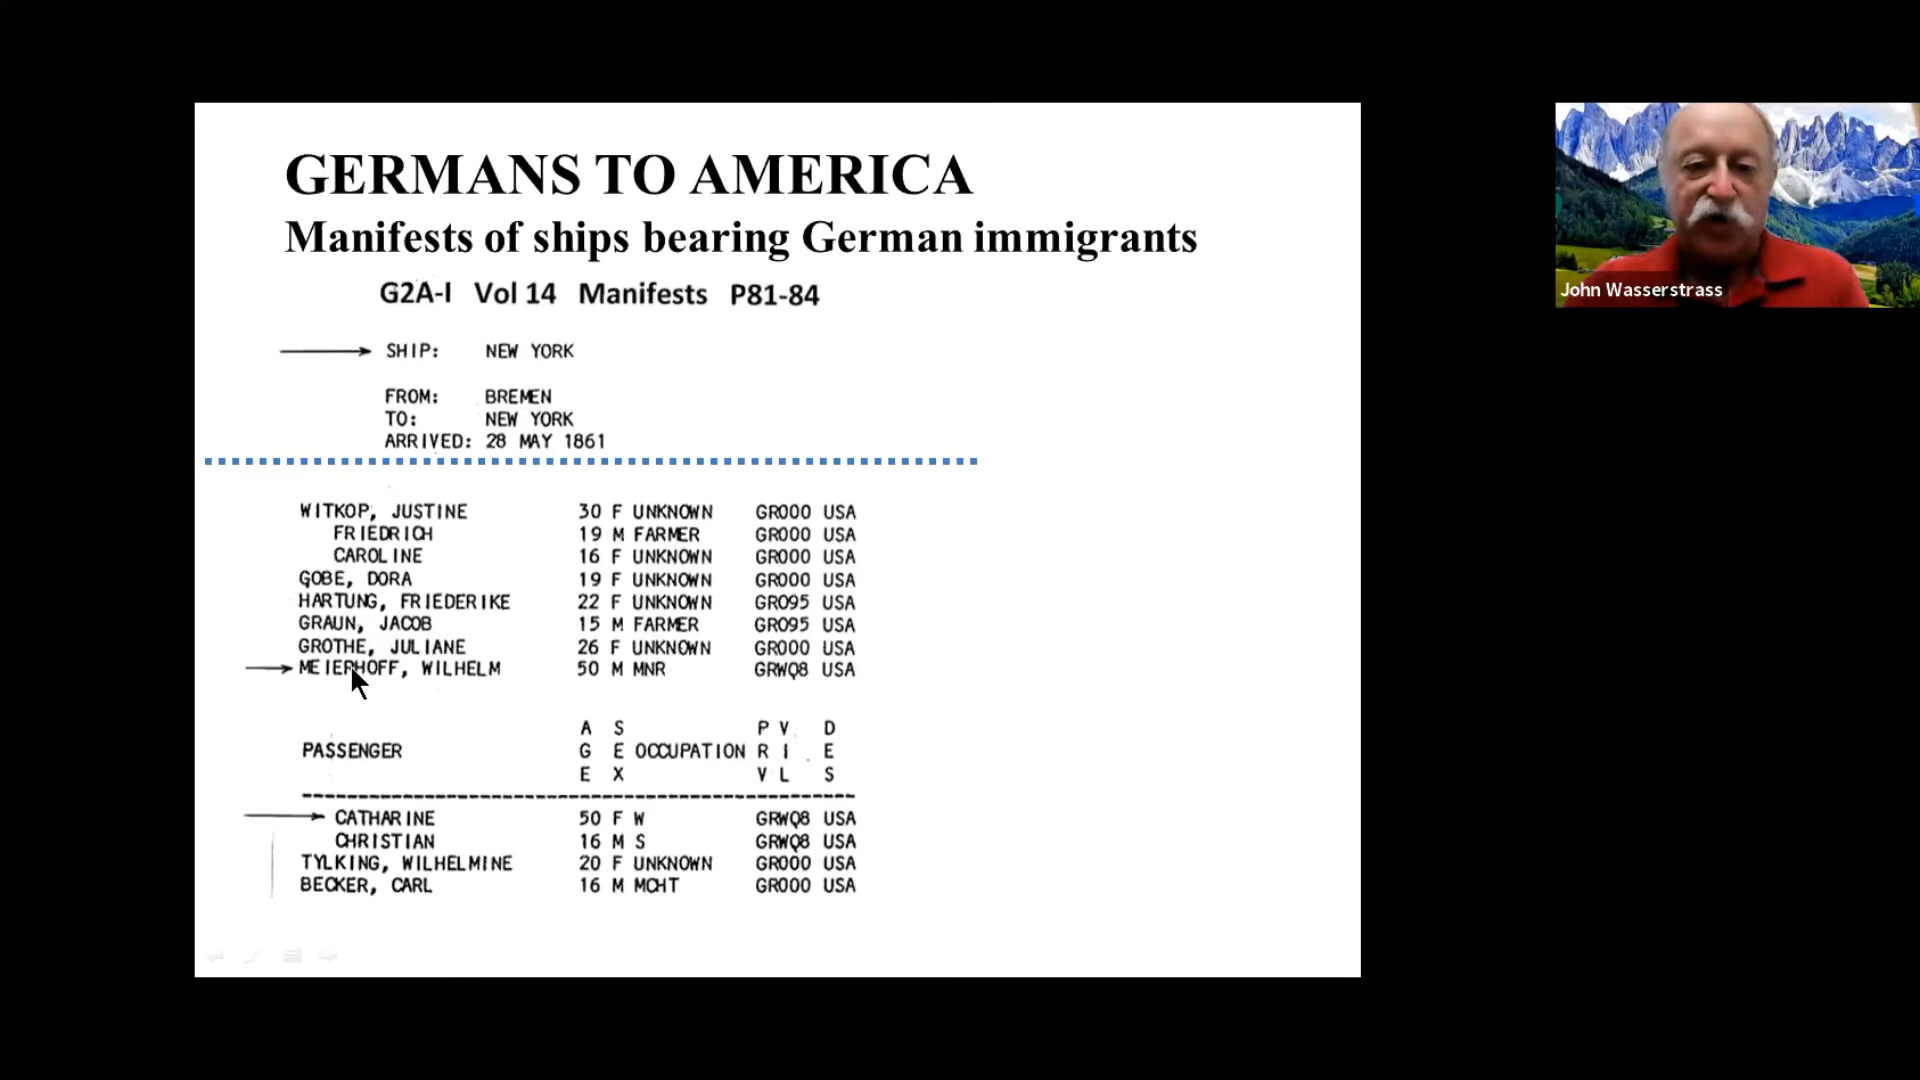 GERMANS TO AMERICA
Manifests of ships bearing German immigrants
G2A-I Vol 14 Manifests P81-84
SHIP: NEW YORK
FROM: BREMEN
TO: NEW YORK
ARRIVED: 28 MAY 1861
WITKOP, JUSTINE 30 F UNKNOWN GR000 USA
FRIEDRICH 19 M FARMER GR000 USA
CAROLINE 16 F UNKNOWN GR000 USA
GOBE, DORA 19 F UNKNOWN GR000 USA
HARTUNG, FRIEDERIKE 22 F UNKNOWN GR095 USA
GRAUN, JACOB 15 M FARMER GR095 USA
GROTHE, JULIANE 26 F UNKNOWN GR000 USA
MEIERHOFF, WILHELM 50 M MNR GRWQ8 USA
A S P V D
PASSENGER G E OCCUPATION R I E
E X V L S
CATHARINE 50 F W GRWQ8 USA
CHRISTIAN 16 M S GRWQ8 USA
TYLKING, WILHELMINE 20 F UNKNOWN GR000 USA
BECKER, CARL 16 M MCHT GR000 USA
John Wasserstrass